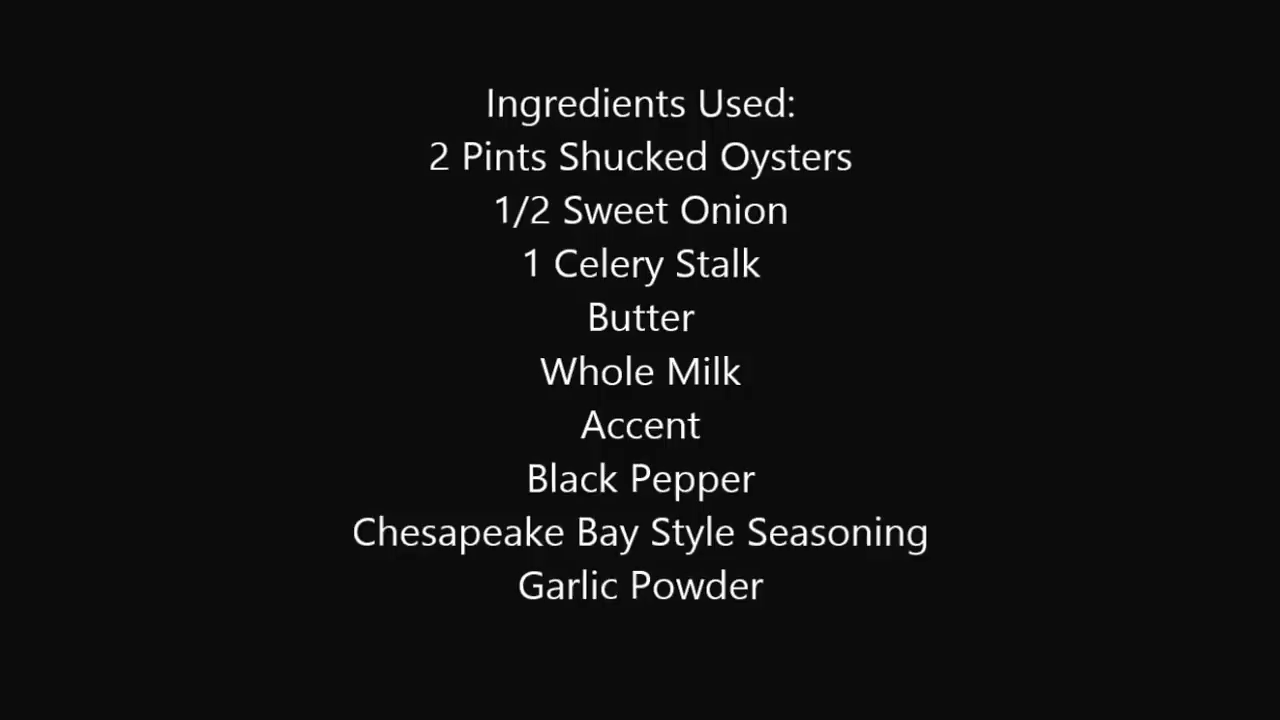 Ingredients Used:
2 Pints Shucked Oysters
1/2 Sweet Onion
1 Celery Stalk
Butter
Whole Milk
Accent
Black Pepper
Chesapeake Bay Style Seasoning
Garlic Powder